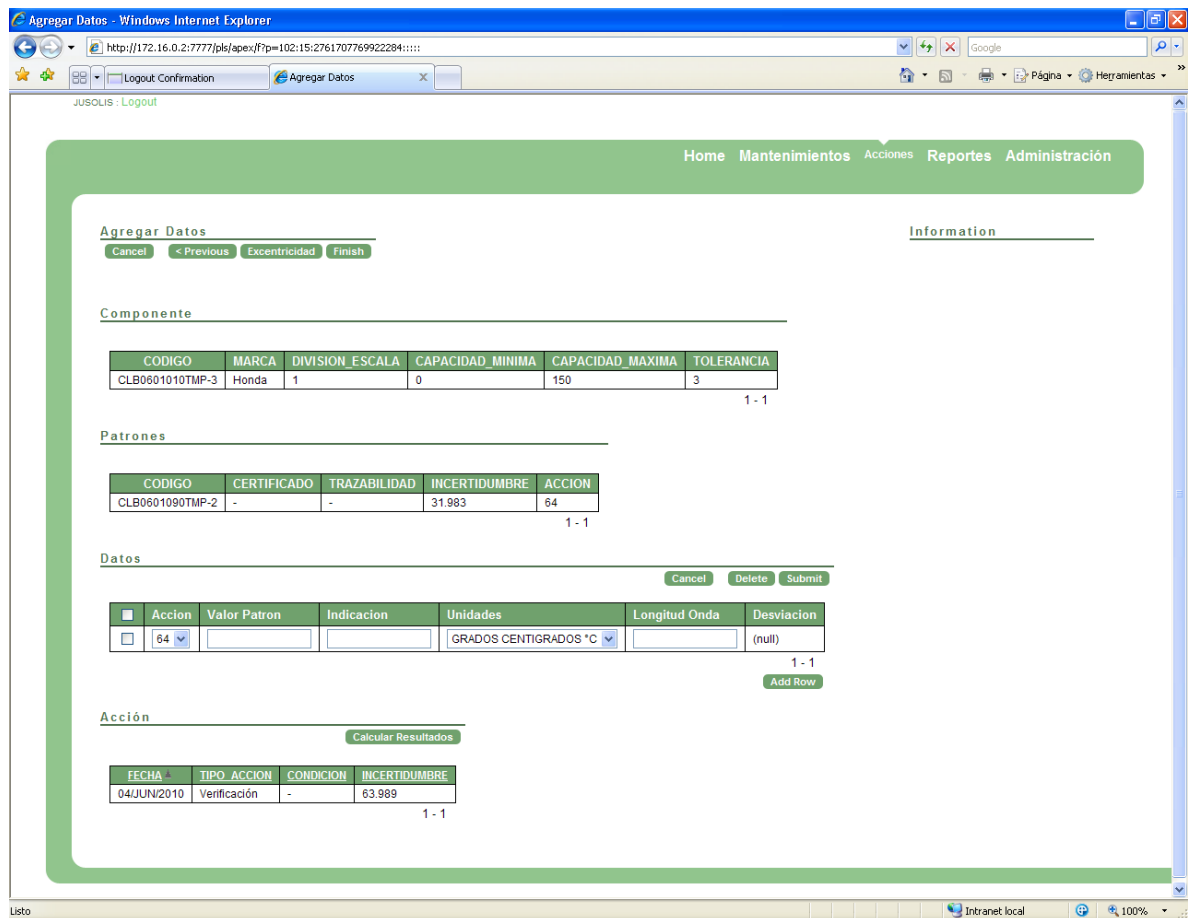 Agregar Datos - Windows Internet Explorer
http://172.16.0.2:7777/pls/apex/f?p=102:15:2761707769922284:::::
Google
Logout Confirmation
Agregar Datos
Página
Herramientas
JUSOLIS : Logout
Home Mantenimientos Acciones Reportes Administración
Agregar Datos
Information
Cancel < Previous Excentricidad Finish
Componente
CODIGO MARCA DIVISION_ESCALA CAPACIDAD_MINIMA CAPACIDAD_MAXIMA TOLERANCIA
CLB0601010TMP-3 Honda 1 0 150 3
1 - 1
Patrones
CODIGO CERTIFICADO TRAZABILIDAD INCERTIDUMBRE ACCION
CLB0601090TMP-2 - - 31.983 64
1 - 1
Datos
Cancel Delete Submit
Accion Valor Patron Indicacion Unidades Longitud Onda Desviacion
64 GRADOS CENTIGRADOS °C (null)
1 - 1
Add Row
Acción
Calcular Resultados
FECHA TIPO_ACCION CONDICION INCERTIDUMBRE
04/JUN/2010 Verificación - 63.989
1 - 1
Listo
Intranet local
100%